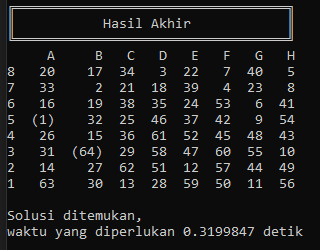 Hasil Akhir
A B C D E F G H
8 20 17 34 3 22 7 40 5
7 33 2 21 18 39 4 23 8
6 16 19 38 35 24 53 6 41
5 (1) 32 25 46 37 42 9 54
4 26 15 36 61 52 45 48 43
3 31 (64) 29 58 47 60 55 10
2 14 27 62 51 12 57 44 49
1 63 30 13 28 59 50 11 56
Solusi ditemukan,
waktu yang diperlukan 0.3199847 detik